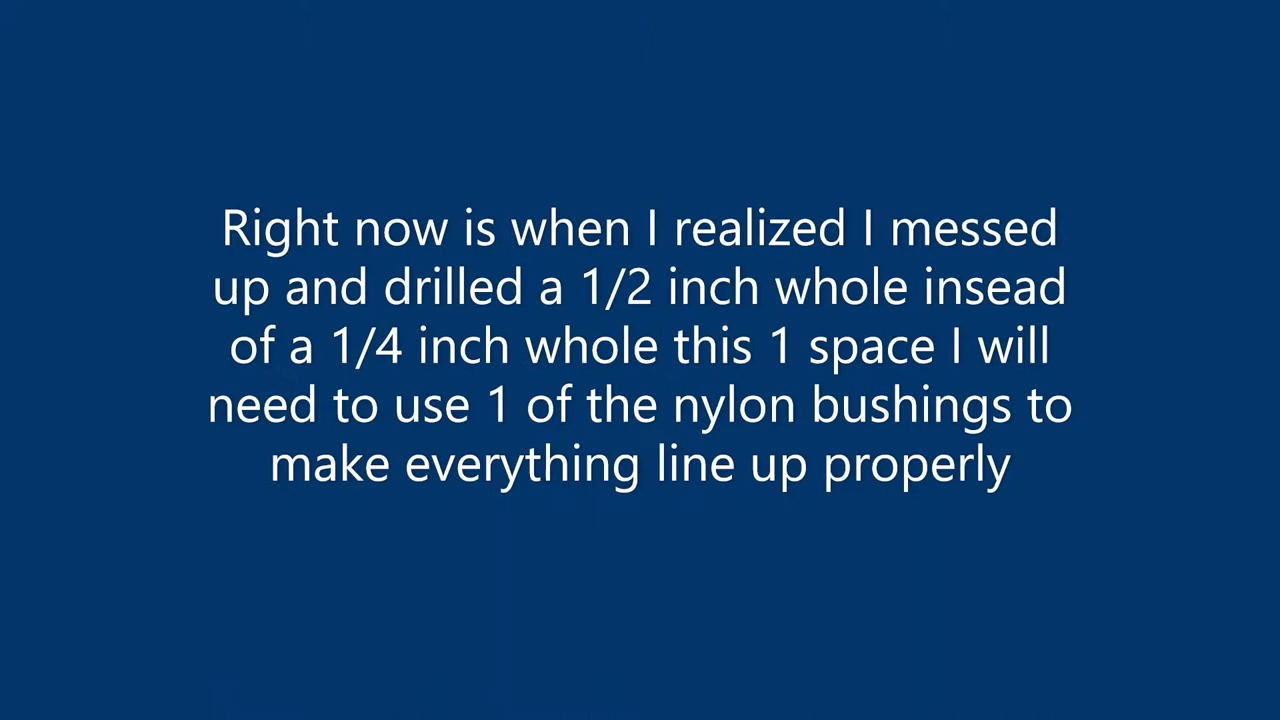 Right now is when I realized I messed
up and drilled a 1/2 inch whole insead
of a 1/4 inch whole this 1 space I will
need to use 1 of the nylon bushings to
make everything line up properly